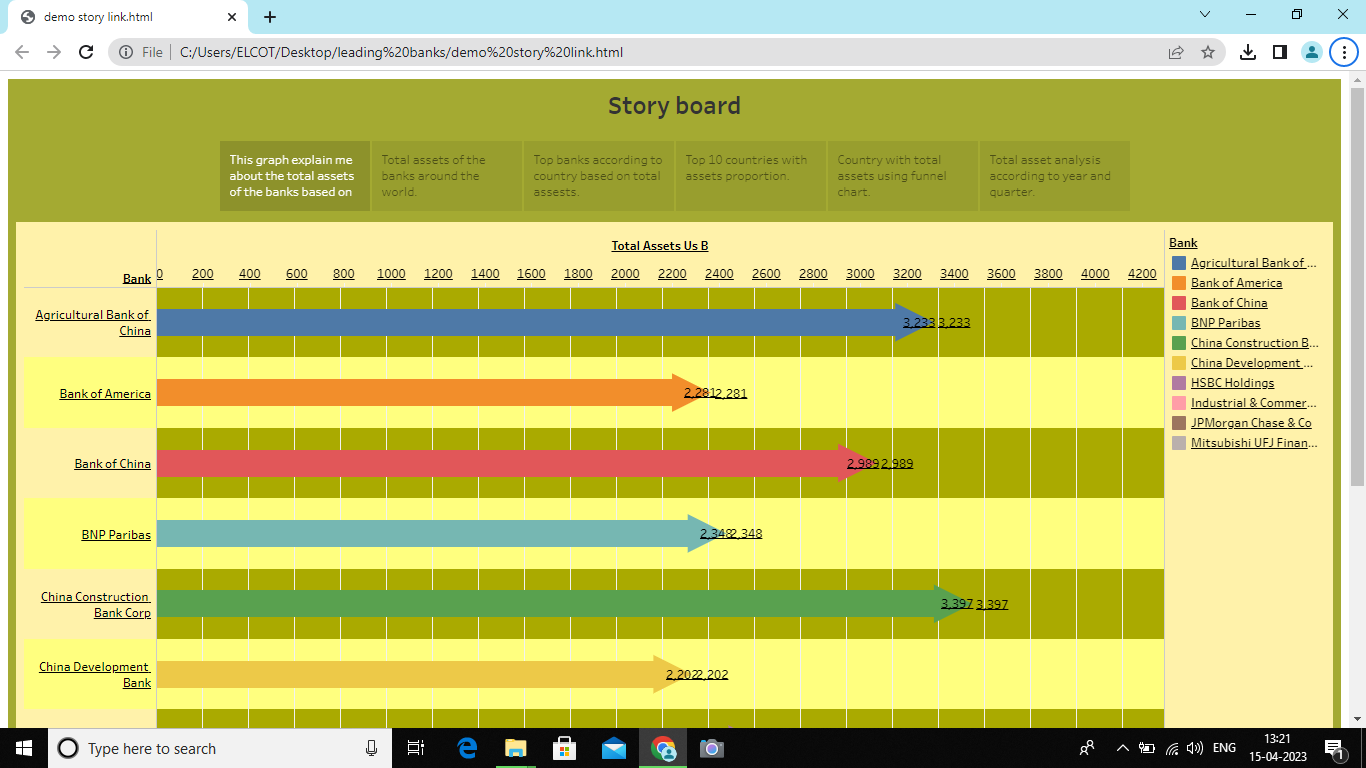 demo story link.html
File
C:/Users/ELCOT/Desktop/leading%20banks/demo%20story%20link.html
Story board
This graph explain me
about the total assets
of the banks based on
Total assets of the
banks around the
world.
Top banks according to
country based on total
assests.
Top 10 countries with
assets proportion.
Country with total
assets using funnel
chart.
Total asset analysis
according to year and
quarter.
Total Assets Us B
Bank
0 200 400 600 800 1000 1200 1400 1600 1800 2000 2200 2400 2600 2800 3000 3200 3400 3600 3800 4000 4200
Agricultural Bank of
China
3,233 3,233
Bank of America
2,281 2,281
Bank of China
2,989 2,989
BNP Paribas
2,348 2,348
China Construction
Bank Corp
3,397 3,397
China Development
Bank
2,202 2,202
Bank
Agricultural Bank of ...
Bank of America
Bank of China
BNP Paribas
China Construction B...
China Development ...
HSBC Holdings
Industrial & Commer...
JPMorgan Chase & Co
Mitsubishi UFJ Finan...
Type here to search
ENG
13:21
15-04-2023
1